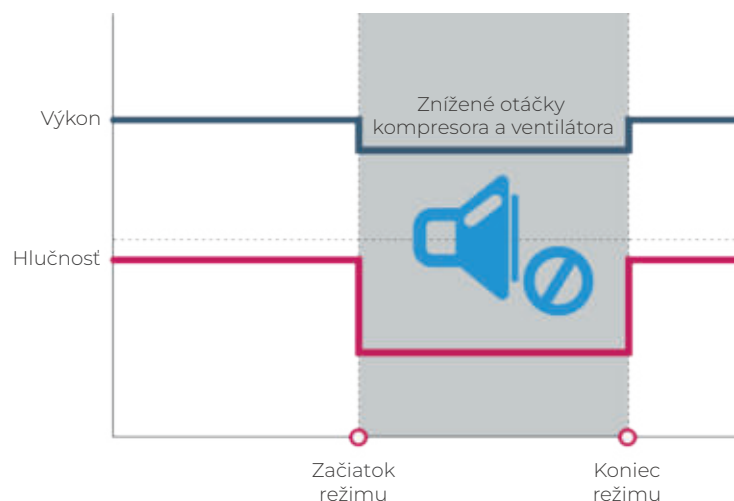 Výkon
Znížené otáčky
kompresora a ventilátora
Hlučnosť
Začiatok
režimu
Koniec
režimu